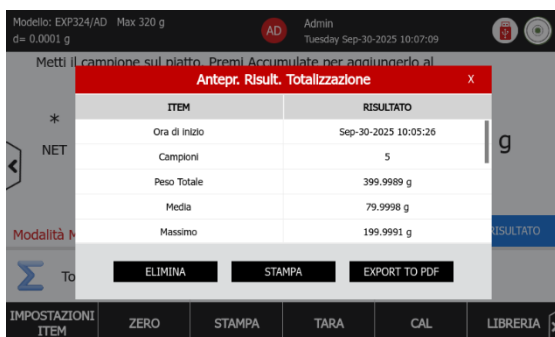 Modello: EXP324/AD Max 320 g
d= 0.0001 g
AD
Admin
Tuesday Sep-30-2025 10:07:09
Metti il campione sul piatto. Premi Accumulate per aggiungerlo al
Antepr. Risult. Totalizzazione X
ITEM RISULTATO
Ora di inizio Sep-30-2025 10:05:26
Campioni 5
Peso Totale 399.9989 g
Media 79.9998 g
Massimo 199.9991 g
ELIMINA STAMPA EXPORT TO PDF
*
NET
g
Modalità M
RISULTATO
To
IMPOSTAZIONI
ITEM
ZERO STAMPA TARA CAL LIBRERIA